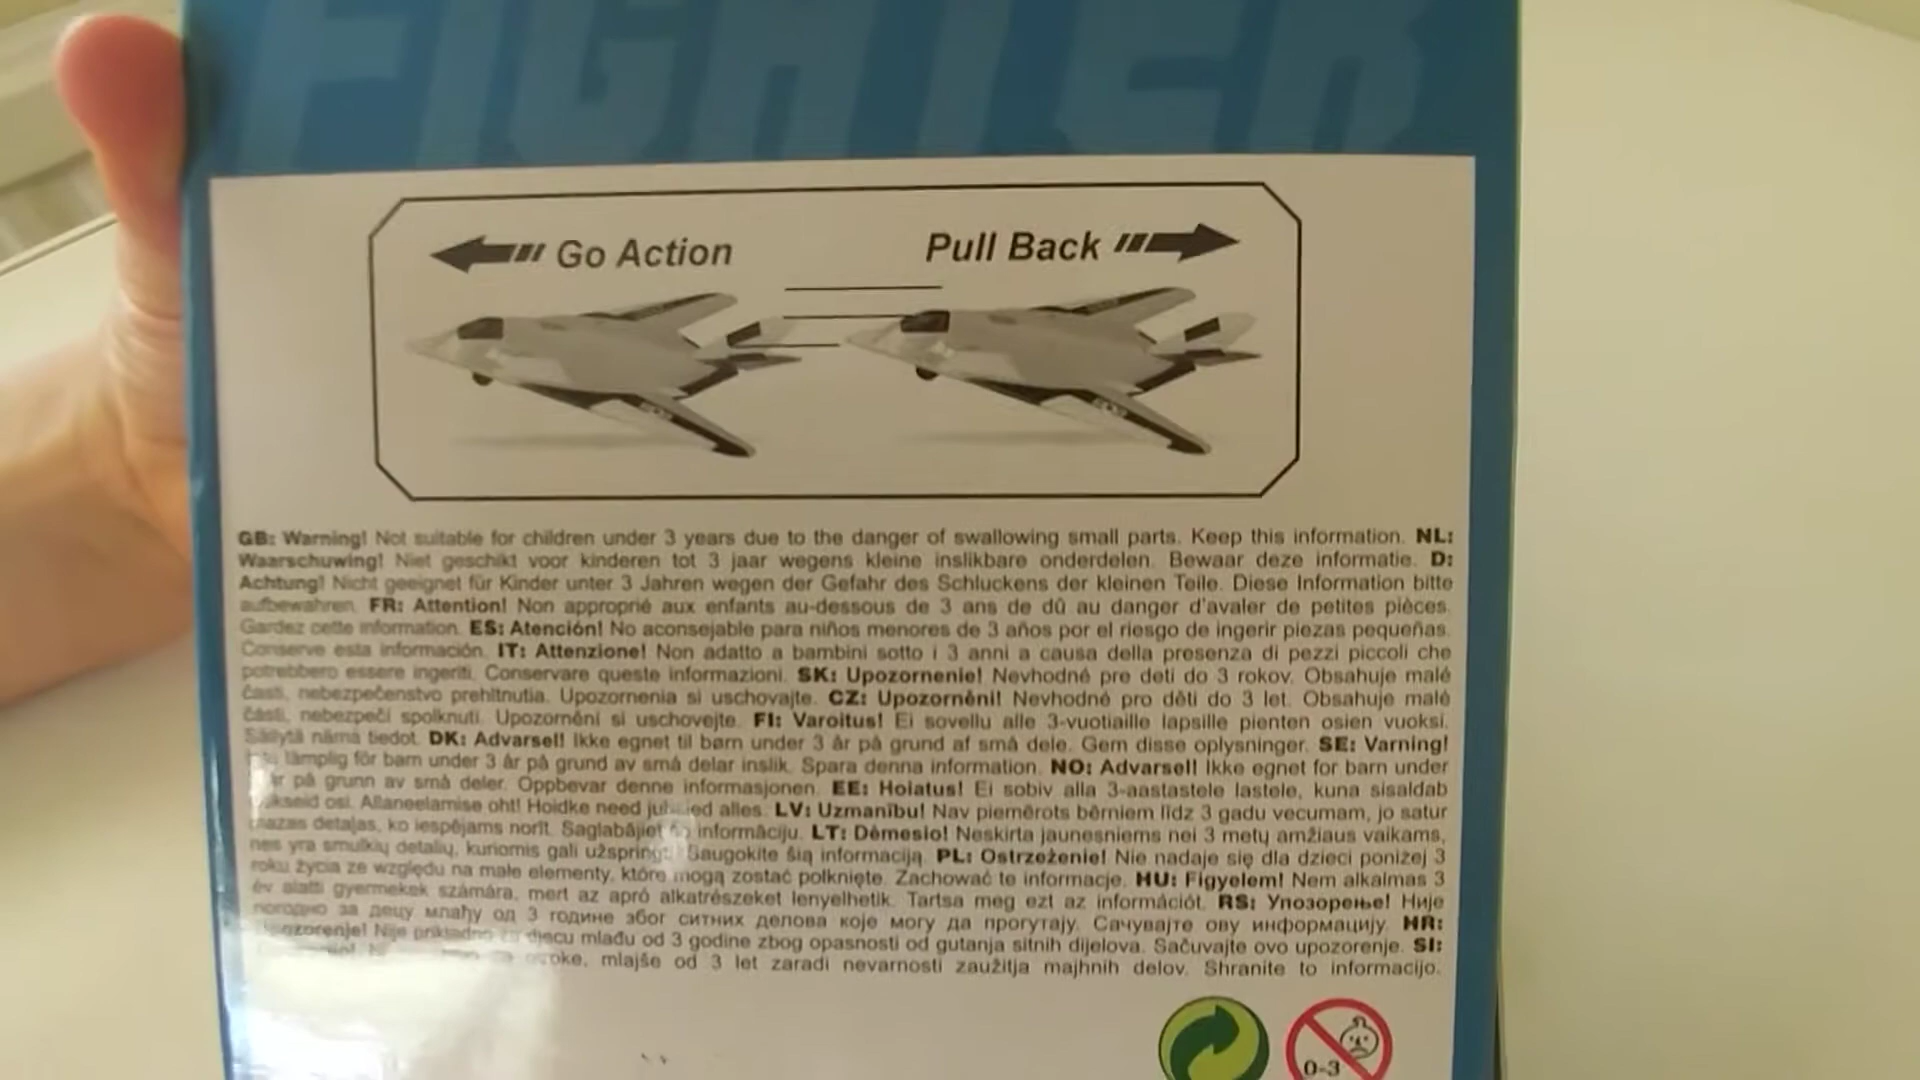 FIGHTER
Go Action
Pull Back
GB: Warning! Not suitable for children under 3 years due to the danger of swallowing small parts. Keep this information. NL:
Waarschuwing! Niet geschikt voor kinderen tot 3 jaar wegens kleine inslikbare onderdelen. Bewaar deze informatie. D:
Achtung! Nicht geeignet für Kinder unter 3 Jahren wegen der Gefahr des Schluckens der kleinen Teile. Diese Information bitte
aufbewahren. FR: Attention! Non approprié aux enfants au-dessous de 3 ans de dû au danger d'avaler de petites pièces.
Gardez cette information. ES: Atención! No aconsejable para niños menores de 3 años por el riesgo de ingerir piezas pequeñas.
Conserve esta información. IT: Attenzione! Non adatto a bambini sotto i 3 anni a causa della presenza di pezzi piccoli che
potrebbero essere ingeriti. Conservare queste informazioni. SK: Upozornenie! Nevhodné pre deti do 3 rokov. Obsahuje malé
časti, nebezpečenstvo prehltnutia. Upozornenia si uschovajte. CZ: Upozornění! Nevhodné pro děti do 3 let. Obsahuje malé
části, nebezpečí spolknutí. Upozornění si uschovejte. FI: Varoitus! Ei sovellu alle 3-vuotiaille lapsille pienten osien vuoksi.
Säilytä nämä tiedot. DK: Advarsel! Ikke egnet til børn under 3 år på grund af små dele. Gem disse oplysninger. SE: Varning!
lämplig för barn under 3 år på grund av små delar inslik. Spara denna information. NO: Advarsel! Ikke egnet for barn under
år på grunn av små deler. Oppbevar denne informasjonen. EE: Hoiatus! Ei sobiv alla 3-aastastele lastele, kuna sisaldab
osi. Allaneelamise oht! Hoidke need alles. LV: Uzmanību! Nav piemērots bērniem līdz 3 gadu vecumam, jo satur
mazas detaļas, ko iespējams norīt. Saglabājiet informāciju. LT: Dėmesio! Neskirta jaunesniems nei 3 metų amžiaus vaikams,
nes yra smulkių detalių, kuriomis gali užspringti. Saugokite šią informaciją. PL: Ostrzeżenie! Nie nadaje się dla dzieci poniżej 3
roku życia ze względu na małe elementy, które mogą zostać połknięte. Zachować te informacje. HU: Figyelem! Nem alkalmas 3
év alatti gyermekek számára, mert az apró alkatrészeket lenyelhetik. Tartsa meg ezt az információt. RS: Упозорење! Није
погодно за децу млађу од 3 године због ситних делова које могу да прогутају. Сачувајте ову информацију. HR:
Upozorenje! Nije prikladno za djecu mlađu od 3 godine zbog opasnosti od gutanja sitnih dijelova. Sačuvajte ovo upozorenje. SI:
otroke, mlajše od 3 let zaradi nevarnosti zaužitja majhnih delov. Shranite to informacijo.
0-3